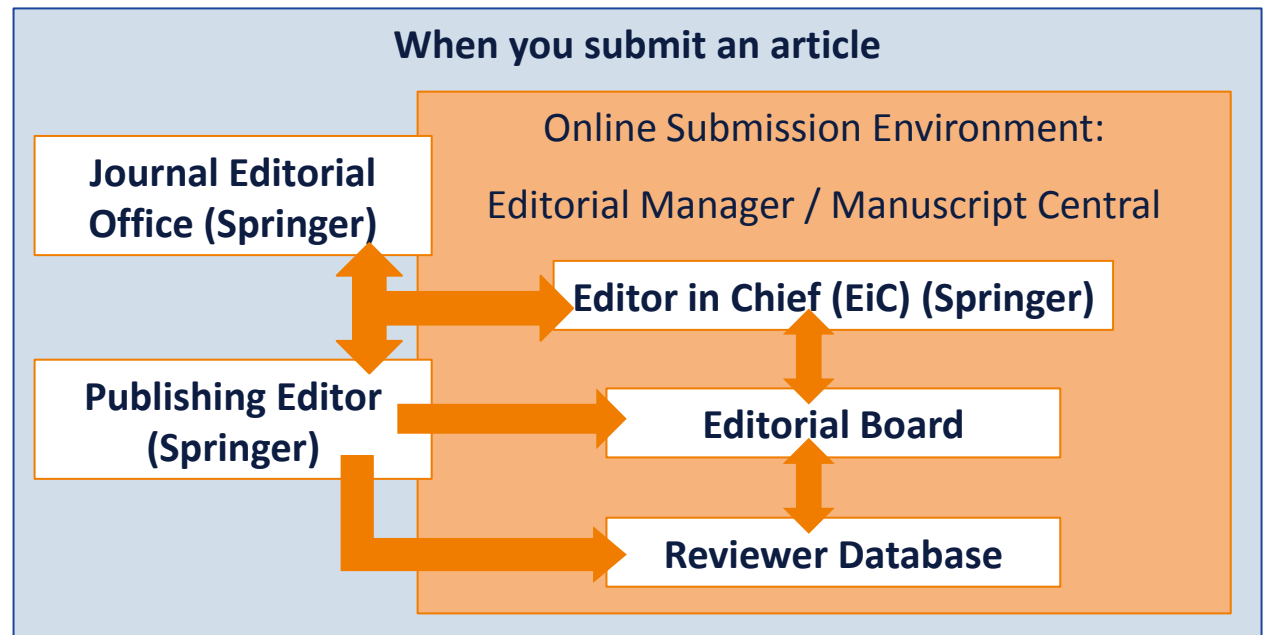 When you submit an article
Online Submission Environment:
Editorial Manager / Manuscript Central
Journal Editorial
Office (Springer)
Editor in Chief (EiC) (Springer)
Publishing Editor
(Springer)
Editorial Board
Reviewer Database